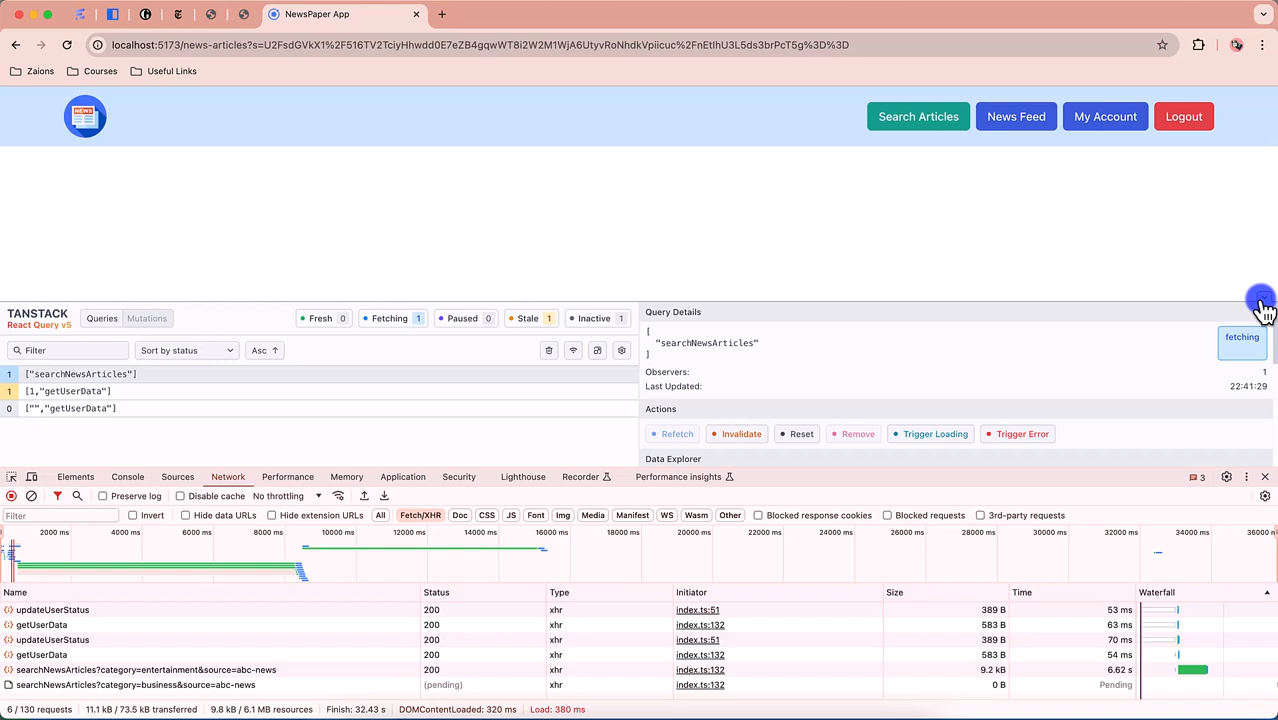 NewsPaper App
localhost:5173/news-articles?s=U2FsdGVkX1%2F516TV2TciyHhwdd0E7eZB4gqwWT8i2W2M1WjA6UtyvRoNhdkVpiicuc%2FnEtIhU3L5ds3brPcT5g%3D%3D
Zaions Courses Useful Links
NEWS
Search Articles News Feed My Account Logout
TANSTACK
React Query v5
Queries Mutations
Fresh 0 Fetching 1 Paused 0 Stale 1 Inactive 1
Filter Sort by status Asc ↑
1 ["searchNewsArticles"]
1 [1,"getUserData"]
0 ["","getUserData"]
Query Details
[
"searchNewsArticles"
]
fetching
Observers: 1
Last Updated: 22:41:29
Actions
Refetch Invalidate Reset Remove Trigger Loading Trigger Error
Data Explorer
Elements Console Sources Network Performance Memory Application Security Lighthouse Recorder Performance insights 3
Preserve log Disable cache No throttling
Filter Invert Hide data URLs Hide extension URLs All Fetch/XHR Doc CSS JS Font Img Media Manifest WS Wasm Other Blocked response cookies Blocked requests 3rd-party requests
2000 ms 4000 ms 6000 ms 8000 ms 10000 ms 12000 ms 14000 ms 16000 ms 18000 ms 20000 ms 22000 ms 24000 ms 26000 ms 28000 ms 30000 ms 32000 ms 34000 ms 36000 m
Name Status Type Initiator Size Time Waterfall
updateUserStatus 200 xhr index.ts:51 389 B 53 ms
getUserData 200 xhr index.ts:132 583 B 63 ms
updateUserStatus 200 xhr index.ts:51 389 B 70 ms
getUserData 200 xhr index.ts:132 583 B 54 ms
searchNewsArticles?category=entertainment&source=abc-news 200 xhr index.ts:132 9.2 kB 6.62 s
searchNewsArticles?category=business&source=abc-news (pending) xhr index.ts:132 0 B Pending
6 / 130 requests 11.1 kB / 73.5 kB transferred 9.8 kB / 6.1 MB resources Finish: 32.43 s DOMContentLoaded: 320 ms Load: 380 ms